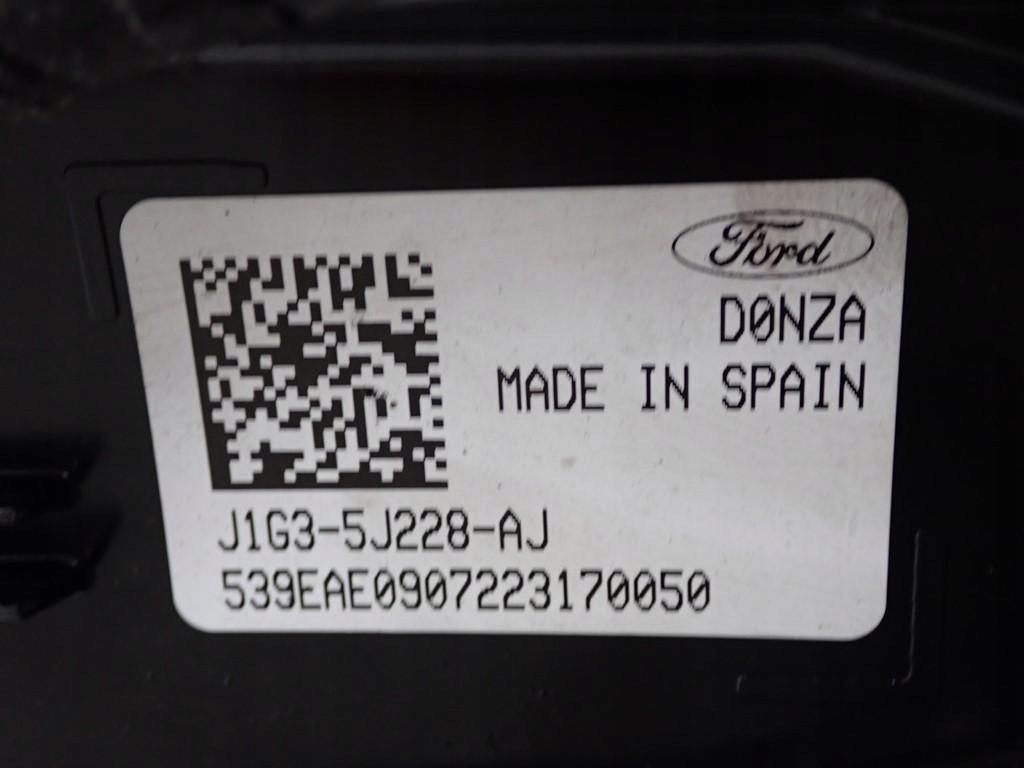 Ford
D0NZA
MADE IN SPAIN
J1G3-5J228-AJ
539EAE0907223170050